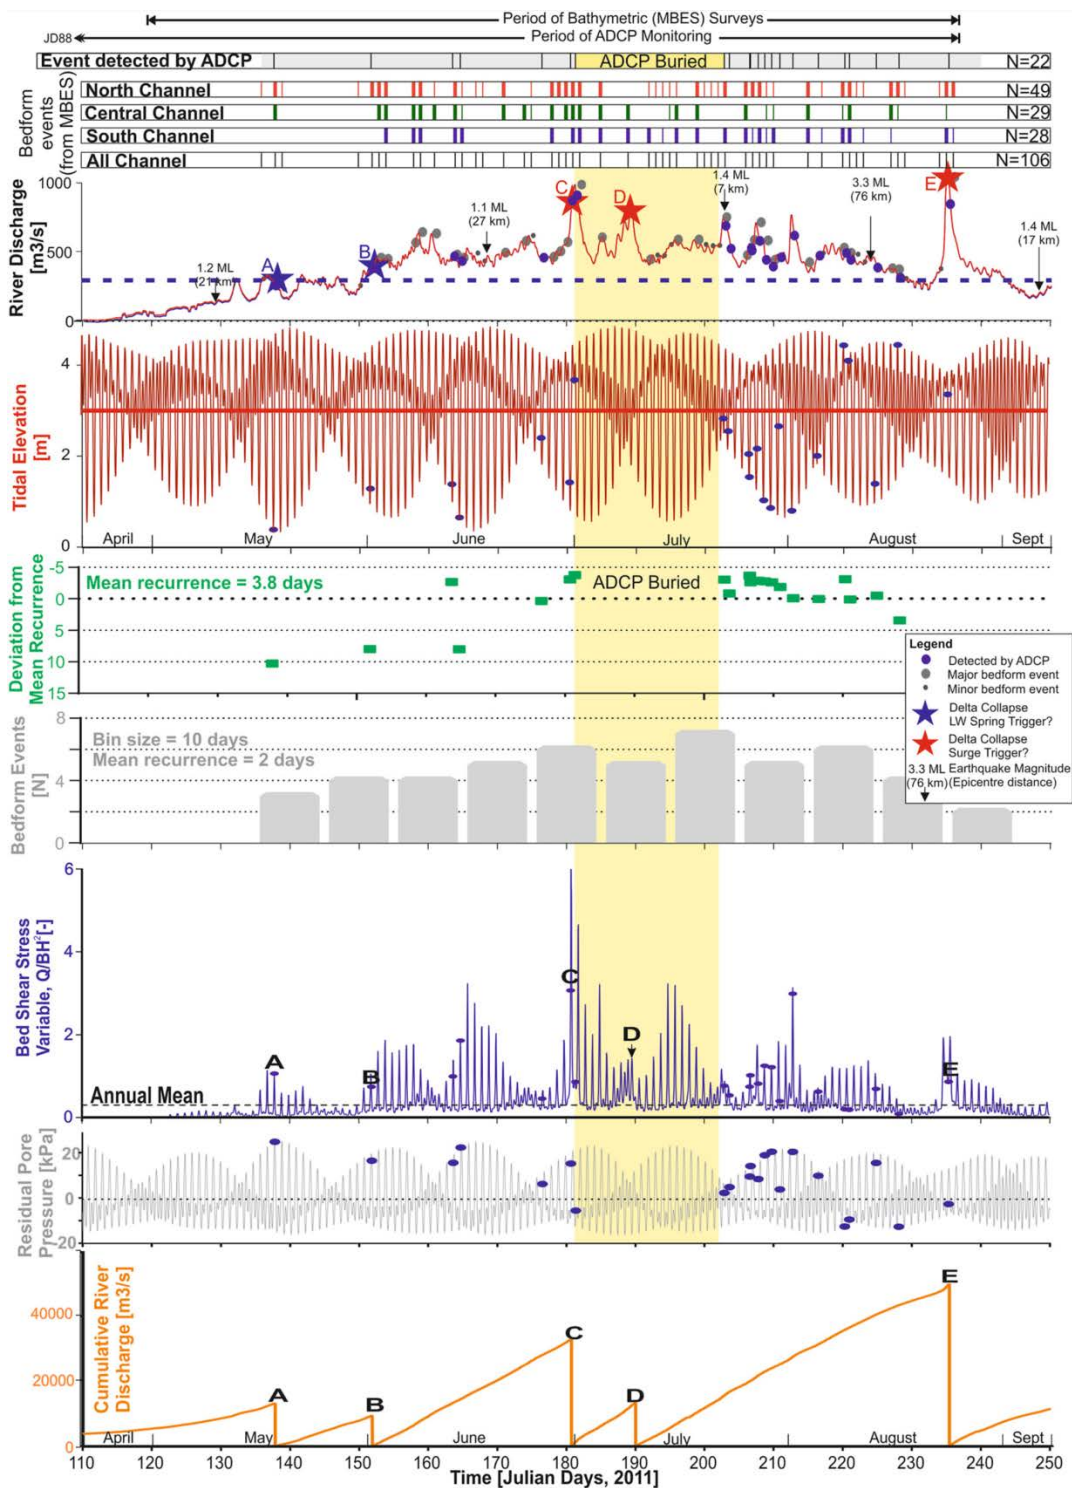 Period of Bathymetric (MBES) Surveys
JD88
Period of ADCP Monitoring
Event detected by ADCP
ADCP Buried
N=22
Bedform events (from MBES)
North Channel
N=49
Central Channel
N=29
South Channel
N=28
All Channel
N=106
River Discharge [m3/s]
1000
500
0
1.2 ML
(21 km)
A
B
1.1 ML
(27 km)
C
D
1.4 ML
(7 km)
3.3 ML
(76 km)
E
1.4 ML
(17 km)
Tidal Elevation [m]
4
2
0
April
May
June
July
August
Sept
Deviation from Mean Recurrence
-5
0
5
10
15
Mean recurrence = 3.8 days
ADCP Buried
Legend
Detected by ADCP
Major bedform event
Minor bedform event
Delta Collapse
LW Spring Trigger?
Delta Collapse
Surge Trigger?
3.3 ML Earthquake Magnitude
(76 km) (Epicentre distance)
Bedform Events [N]
8
4
0
Bin size = 10 days
Mean recurrence = 2 days
Bed Shear Stress Variable, Q/BH²[-]
6
4
2
0
Annual Mean
A
B
C
D
E
Residual Pore Pressure [kPa]
20
0
-20
Cumulative River Discharge [m3/s]
40000
20000
0
A
B
C
D
E
April
May
June
July
August
Sept
110 120 130 140 150 160 170 180 190 200 210 220 230 240 250
Time [Julian Days, 2011]